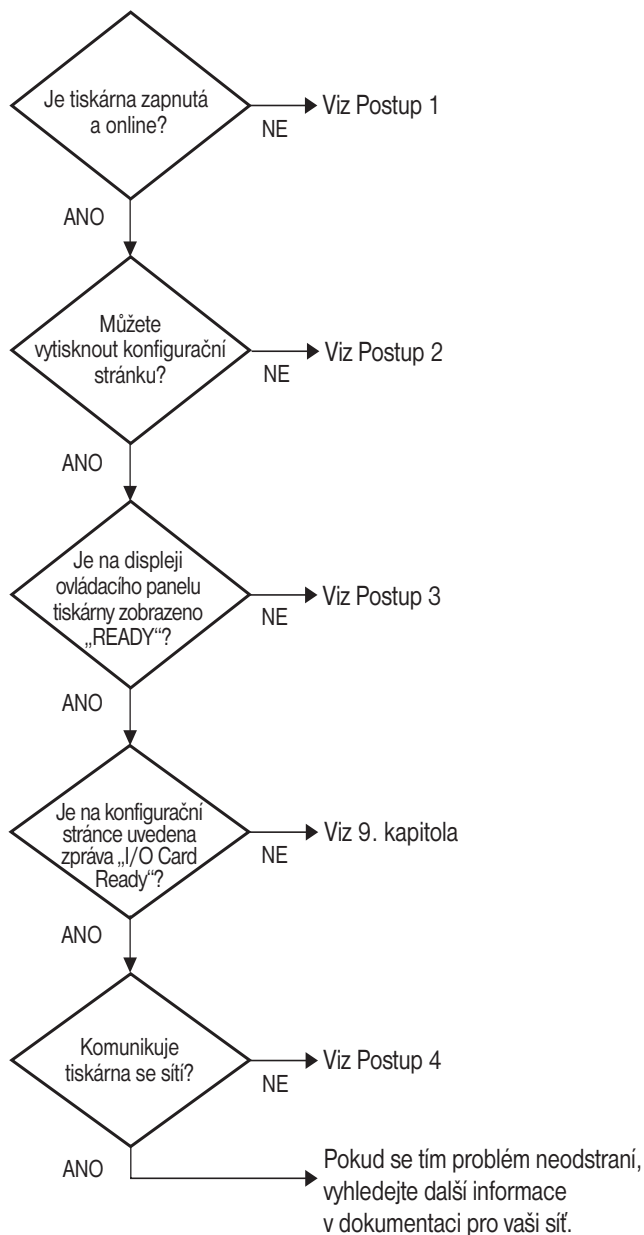 Je tiskárna zapnutá
a online?
NE
Viz Postup 1
ANO
Můžete
vytisknout konfigurační
stránku?
NE
Viz Postup 2
ANO
Je na displeji
ovládacího panelu
tiskárny zobrazeno
„READY“?
NE
Viz Postup 3
ANO
Je na konfigurační
stránce uvedena
zpráva „I/O Card
Ready“?
NE
Viz 9. kapitola
ANO
Komunikuje
tiskárna se sítí?
NE
Viz Postup 4
ANO
Pokud se tím problém neodstraní,
vyhledejte další informace
v dokumentaci pro vaši síť.